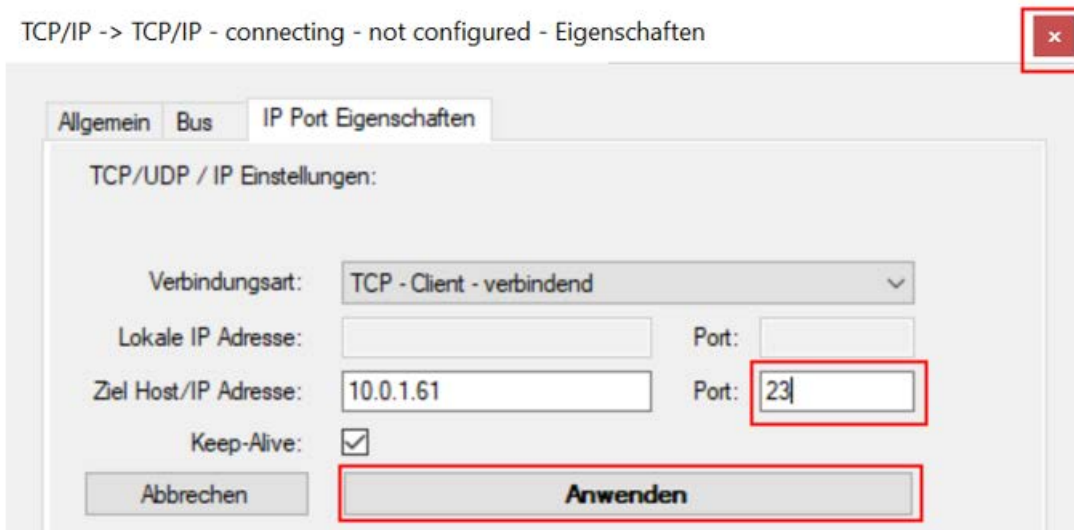 TCP/IP -> TCP/IP - connecting - not configured - Eigenschaften ×
Allgemein Bus IP Port Eigenschaften
TCP/UDP / IP Einstellungen:
Verbindungsart: TCP - Client - verbindend
Lokale IP Adresse: Port:
Ziel Host/IP Adresse: 10.0.1.61 Port: 23
Keep-Alive:
Abbrechen Anwenden